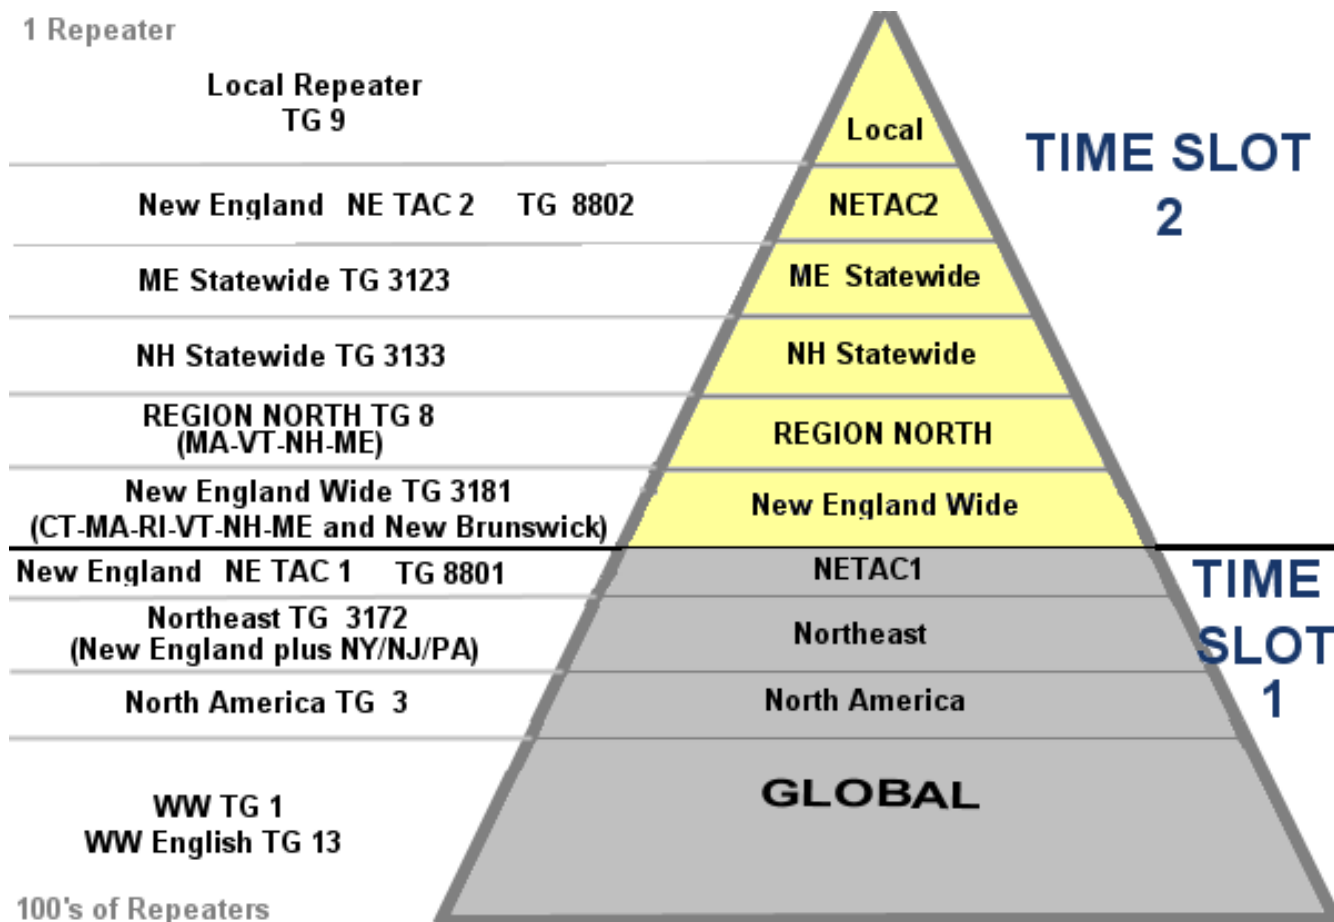 1 Repeater
Local Repeater
TG 9
Local
TIME SLOT
2
New England NE TAC 2 TG 8802
NETAC2
ME Statewide TG 3123
ME Statewide
NH Statewide TG 3133
NH Statewide
REGION NORTH TG 8
(MA-VT-NH-ME)
REGION NORTH
New England Wide TG 3181
(CT-MA-RI-VT-NH-ME and New Brunswick)
New England Wide
New England NE TAC 1 TG 8801
NETAC1
TIME
SLOT
1
Northeast TG 3172
(New England plus NY/NJ/PA)
Northeast
North America TG 3
North America
WW TG 1
WW English TG 13
GLOBAL
100's of Repeaters